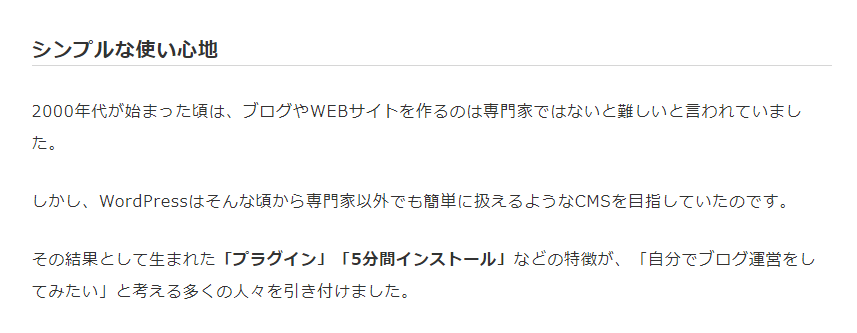 シンプルな使い心地
2000年代が始まった頃は、ブログやWEBサイトを作るのは専門家ではないと難しいと言われていまし
た。
しかし、WordPressはそんな頃から専門家以外でも簡単に扱えるようなCMSを目指していたのです。
その結果として生まれた「プラグイン」「5分間インストール」などの特徴が、「自分でブログ運営をし
てみたい」と考える多くの人々を引き付けました。